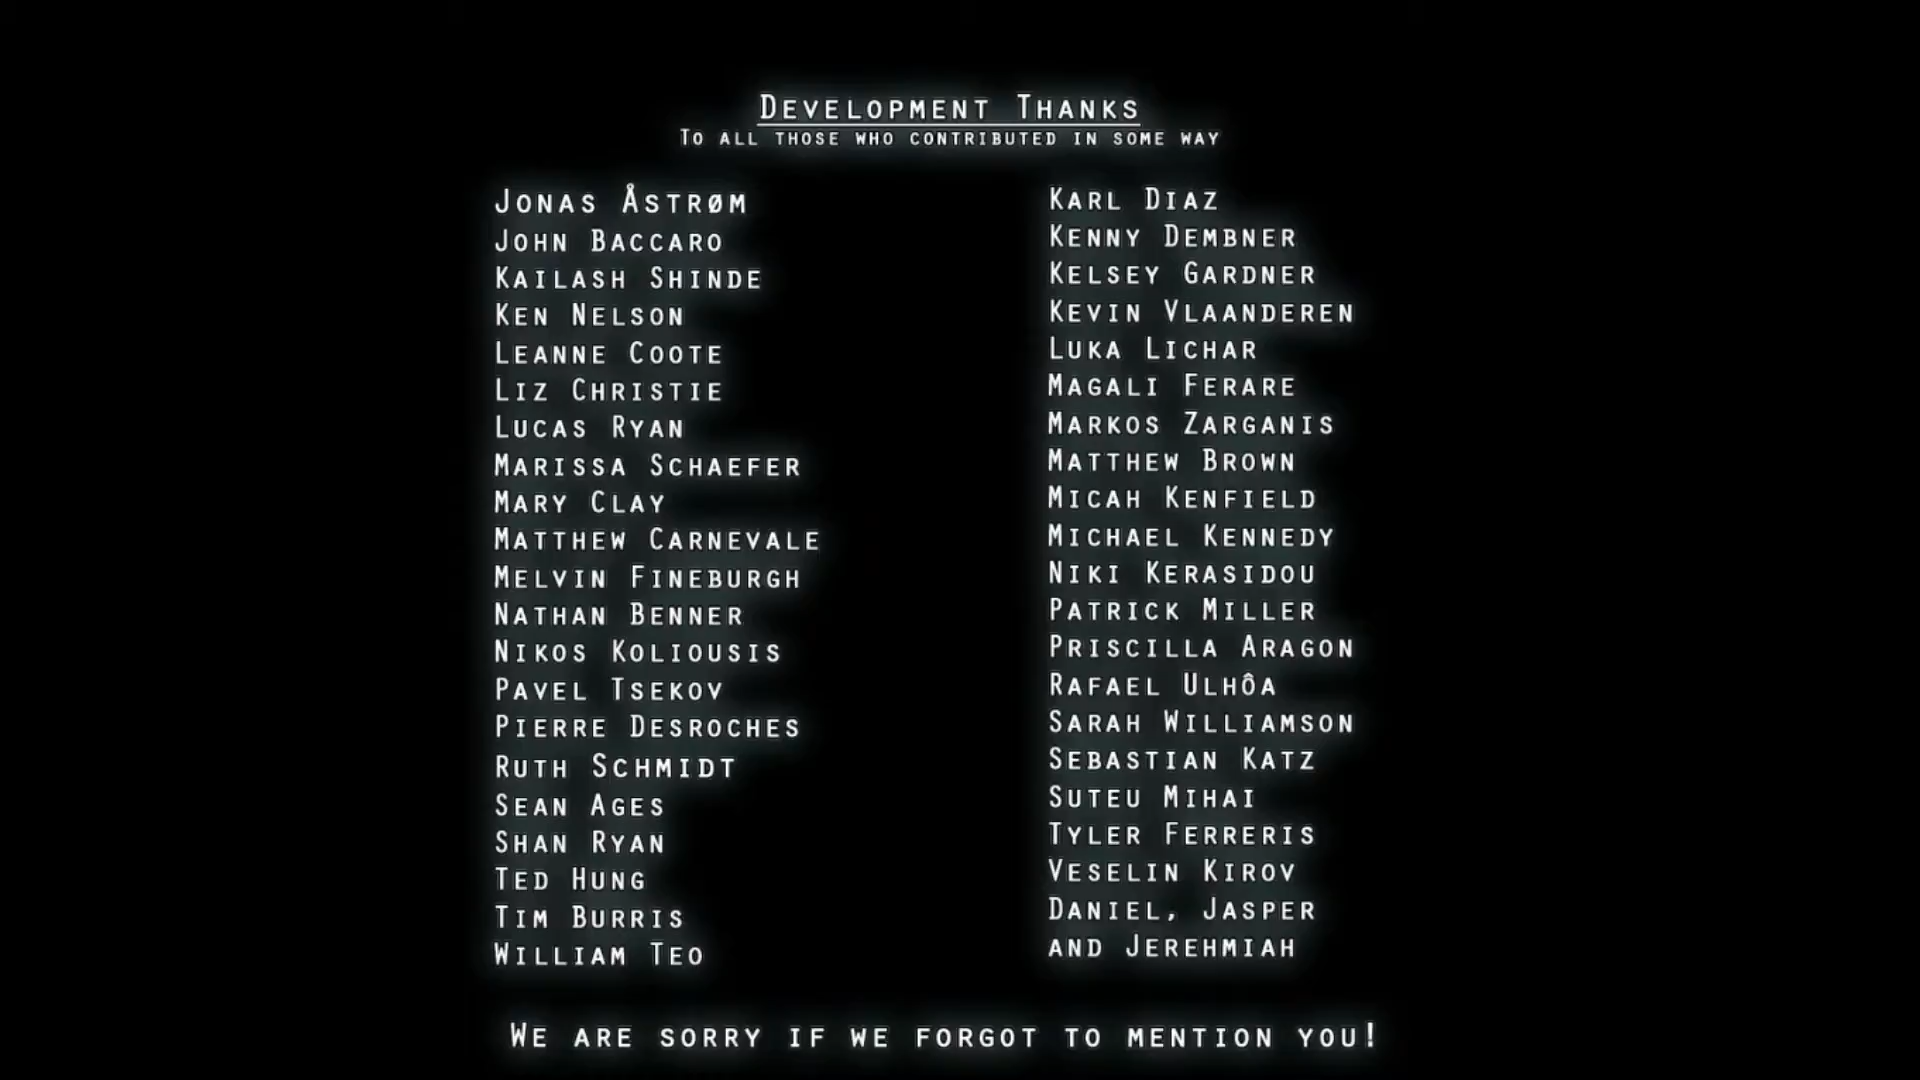 Development Thanks
To all those who contributed in some way
Jonas Åstrøm
John Baccaro
Kailash Shinde
Ken Nelson
Leanne Coote
Liz Christie
Lucas Ryan
Marissa Schaefer
Mary Clay
Matthew Carnevale
Melvin Fineburgh
Nathan Benner
Nikos Koliousis
Pavel Tsekov
Pierre Desroches
Ruth Schmidt
Sean Ages
Shan Ryan
Ted Hung
Tim Burris
William Teo
Karl Diaz
Kenny Dembner
Kelsey Gardner
Kevin Vlaanderen
Luka Lichar
Magali Ferare
Markos Zarganis
Matthew Brown
Micah Kenfield
Michael Kennedy
Niki Kerasidou
Patrick Miller
Priscilla Aragon
Rafael Ulhôa
Sarah Williamson
Sebastian Katz
Suteu Mihai
Tyler Ferreris
Veselin Kirov
Daniel, Jasper
and Jerehmiah
We are sorry if we forgot to mention you!